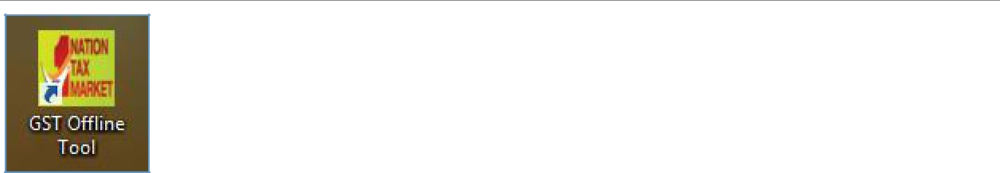 NATION
TAX
MARKET
GST Offline
Tool